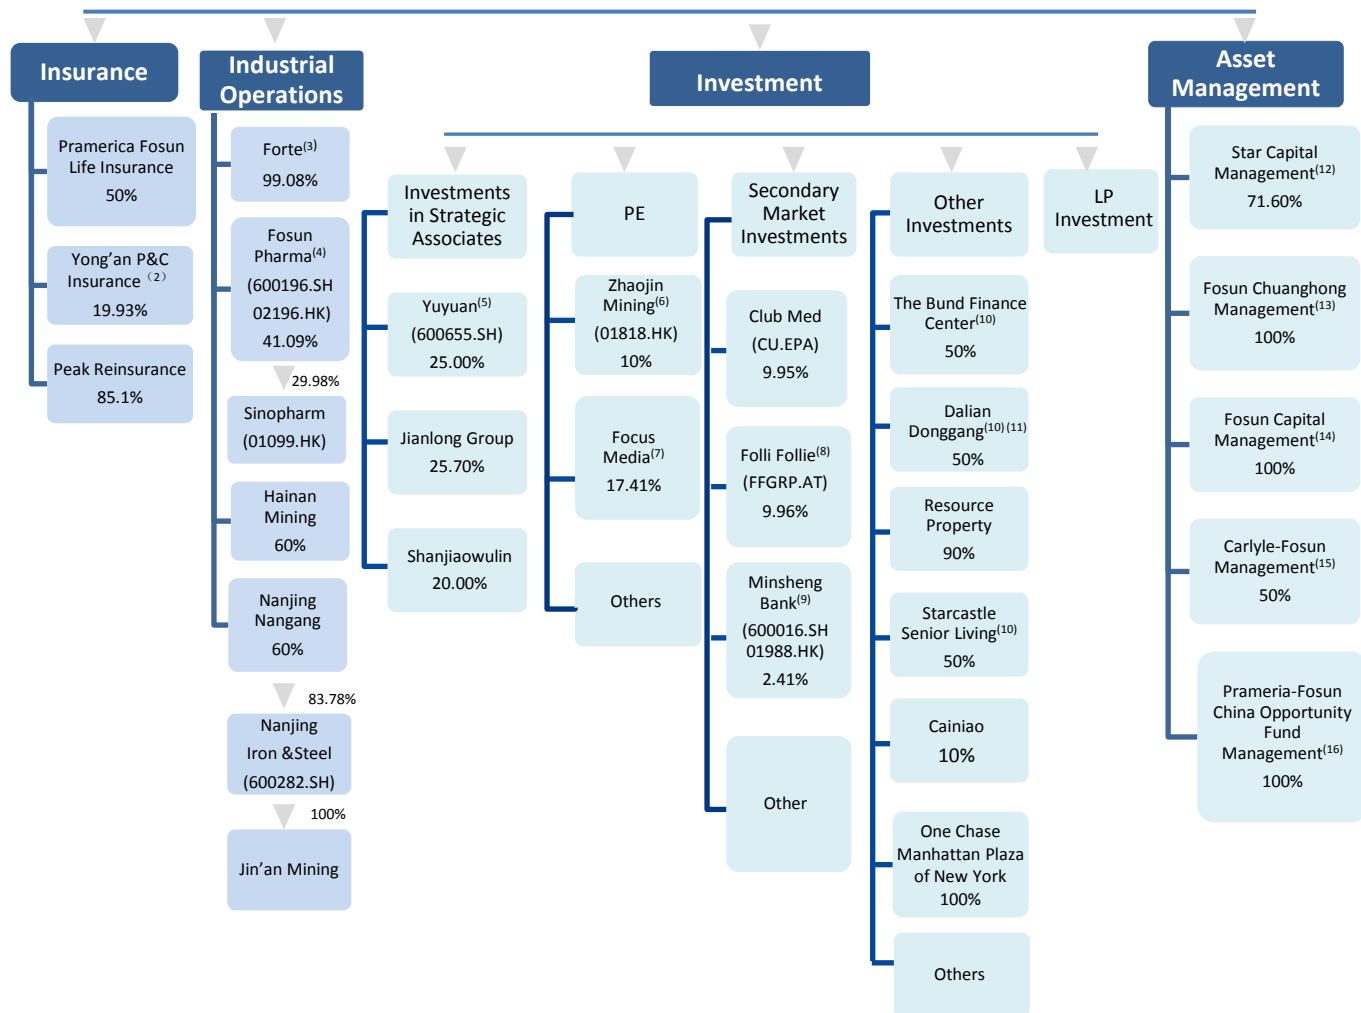 Insurance
Pramerica Fosun
Life Insurance
50%
Yong’an P&C
Insurance （2）
19.93%
Peak Reinsurance
85.1%
Industrial
Operations
Forte(3)
99.08%
Fosun
Pharma(4)
(600196.SH
02196.HK)
41.09%
29.98%
Sinopharm
(01099.HK)
Hainan
Mining
60%
Nanjing
Nangang
60%
83.78%
Nanjing
Iron &Steel
(600282.SH)
100%
Jin’an Mining
Investment
Investments
in Strategic
Associates
Yuyuan(5)
(600655.SH)
25.00%
Jianlong Group
25.70%
Shanjiaowulin
20.00%
PE
Zhaojin
Mining(6)
(01818.HK)
10%
Focus
Media(7)
17.41%
Others
Secondary
Market
Investments
Club Med
(CU.EPA)
9.95%
Folli Follie(8)
(FFGRP.AT)
9.96%
Minsheng
Bank(9)
(600016.SH
01988.HK)
2.41%
Other
Other
Investments
The Bund Finance
Center(10)
50%
Dalian
Donggang(10) (11)
50%
Resource
Property
90%
Starcastle
Senior Living(10)
50%
Cainiao
10%
One Chase
Manhattan Plaza
of New York
100%
Others
LP
Investment
Asset
Management
Star Capital
Management(12)
71.60%
Fosun Chuanghong
Management(13)
100%
Fosun Capital
Management(14)
100%
Carlyle-Fosun
Management(15)
50%
Prameria-Fosun
China Opportunity
Fund
Management(16)
100%